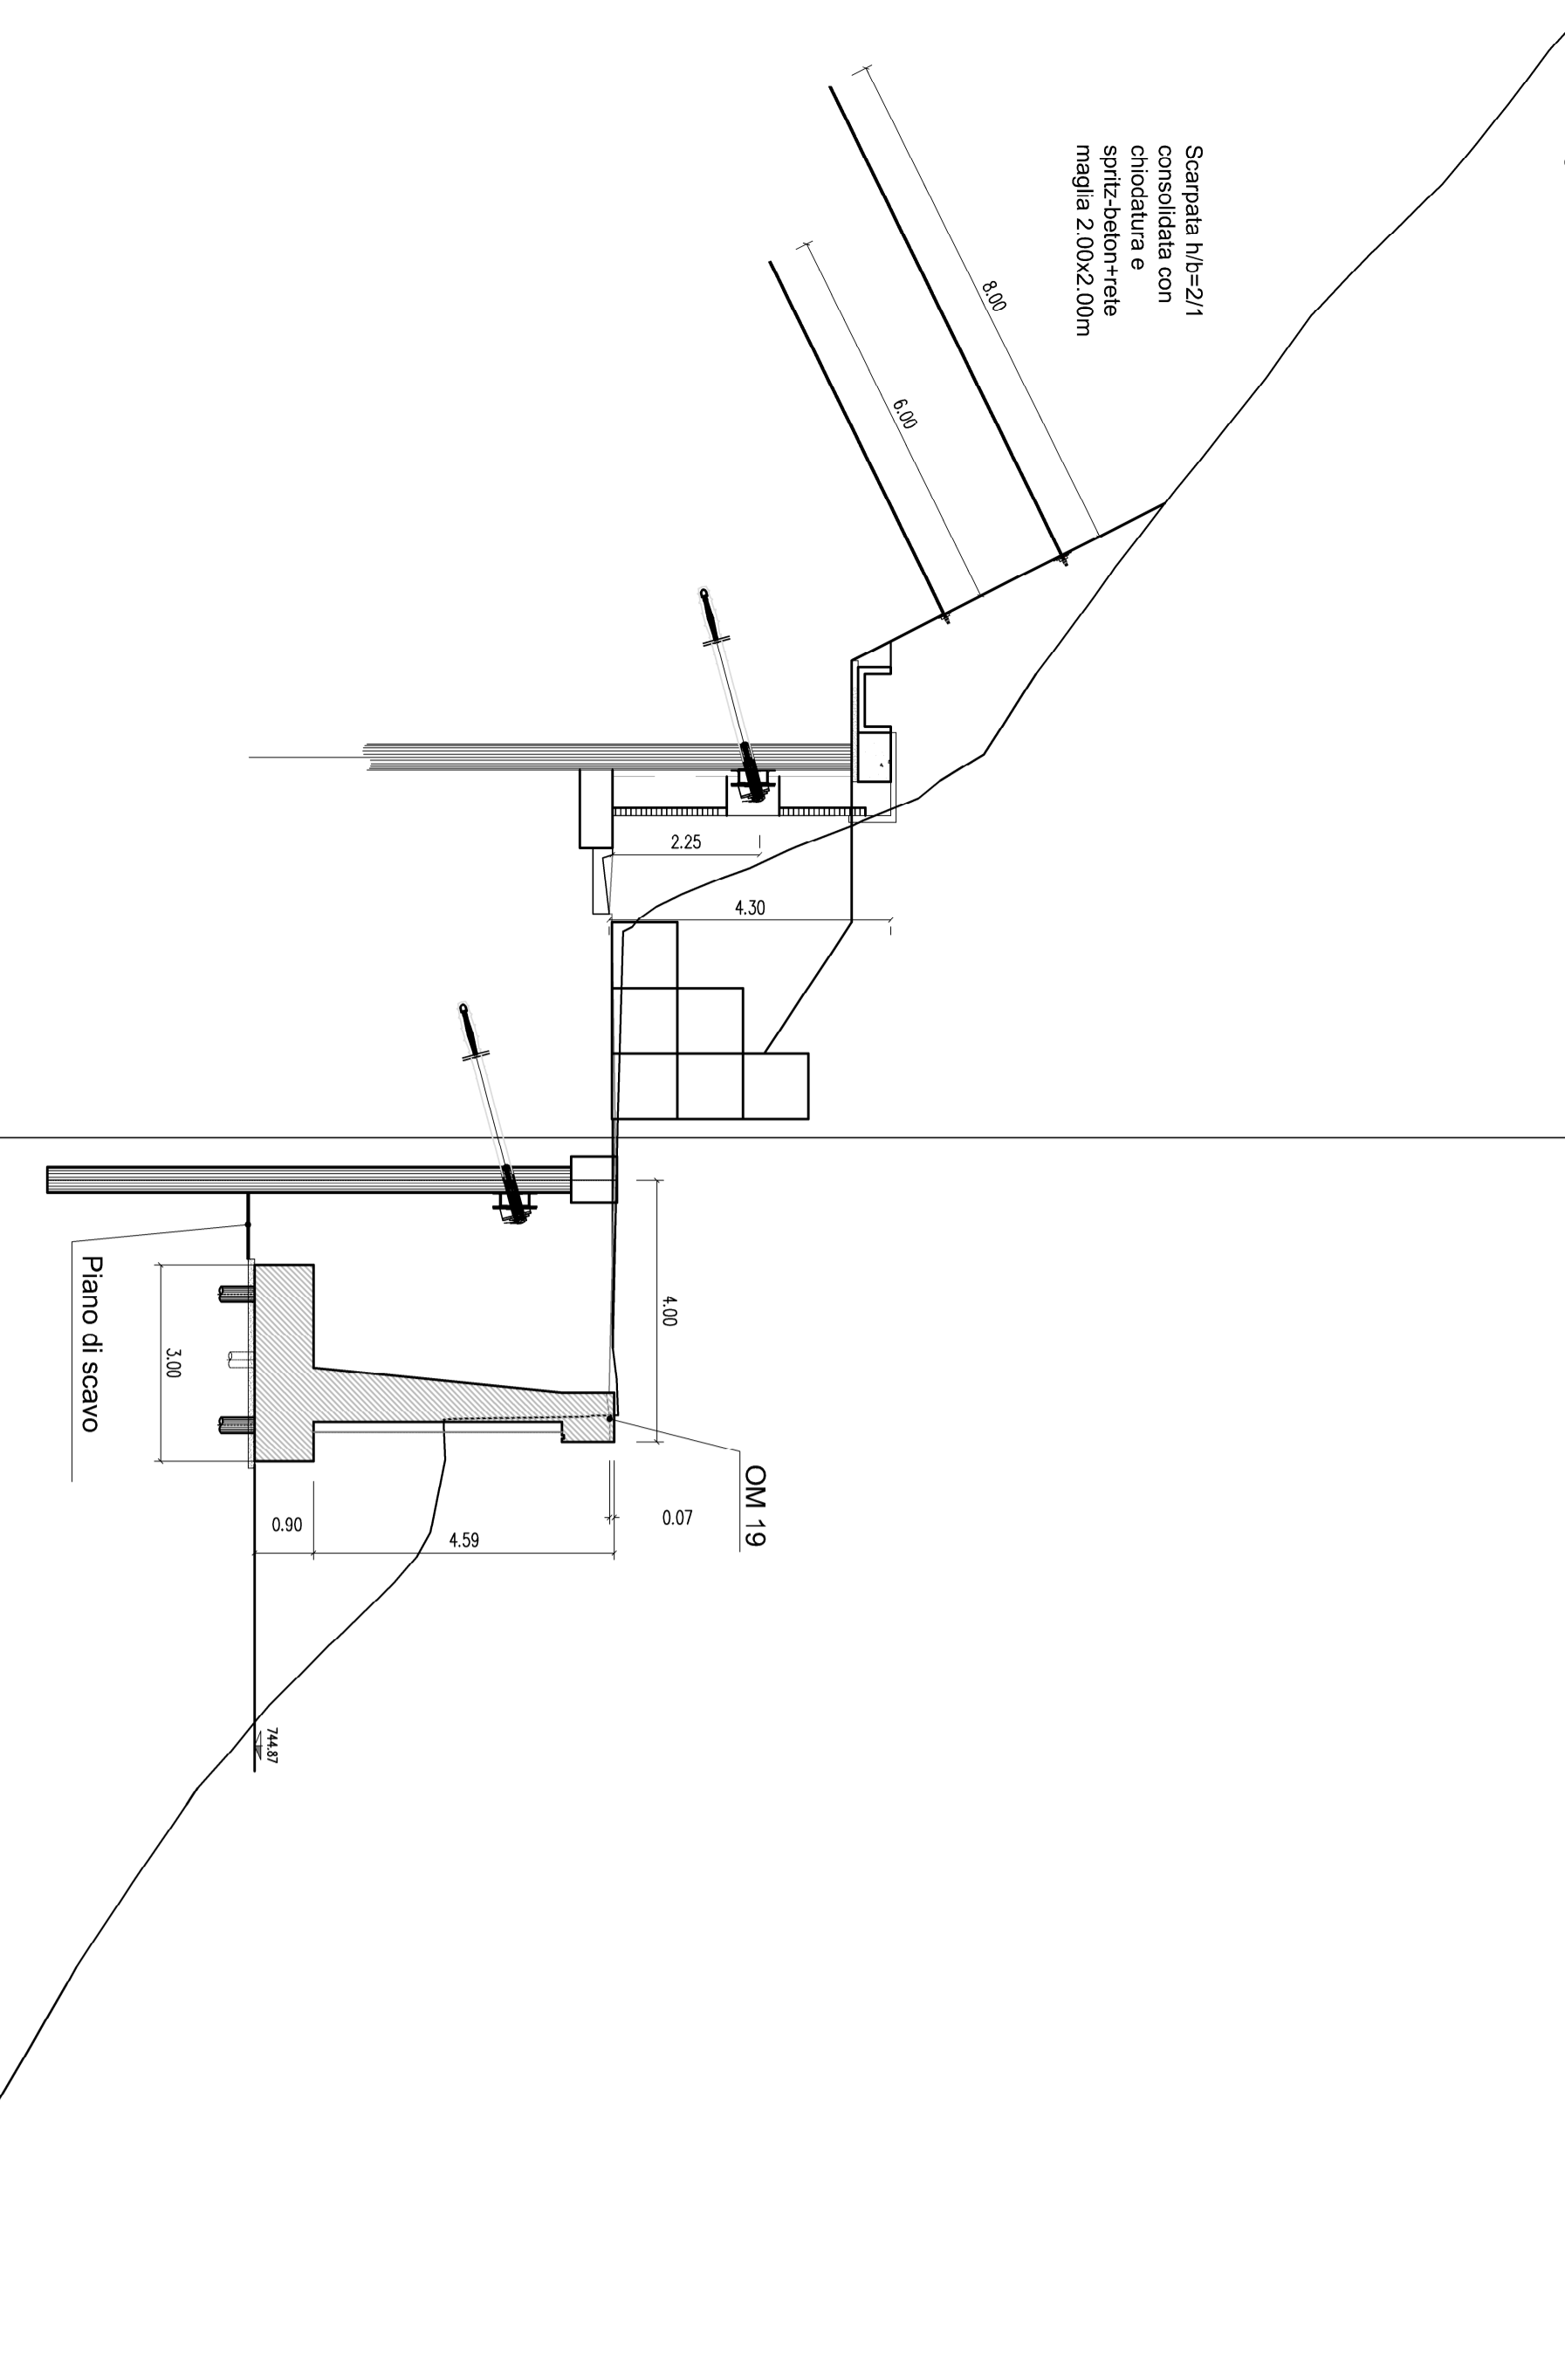 Scarpata h/b=2/1
consolidata con
chiodatura e
spritz-beton+rete
maglia 2.00x2.00m
8.00
6.00
2.25
4.30
4.00
OM 19
0.07
4.59
0.90
3.00
Piano di scavo
744.87